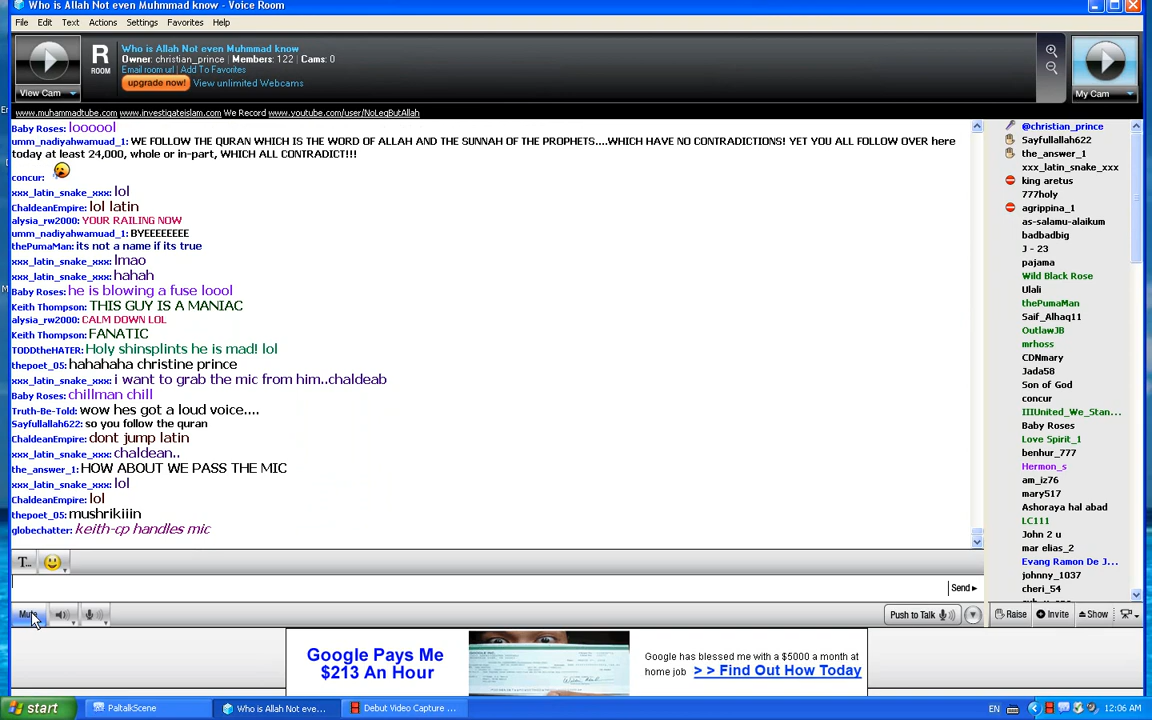 Who is Allah Not even Muhmmad know - Voice Room
File Edit Text Actions Settings Favorites Help
View Cam
R
ROOM
Who is Allah Not even Muhmmad know
Owner: christian_prince | Members: 122 | Cams: 0
Email room url | Add To Favorites
upgrade now! View unlimited Webcams
My Cam
www.muhammadtube.com www.investigateislam.com We Record www.youtube.com/user/NoLegButAllah
Baby Roses: loooool
umm_nadiyahwamuad_1: WE FOLLOW THE QURAN WHICH IS THE WORD OF ALLAH AND THE SUNNAH OF THE PROPHETS....WHICH HAVE NO CONTRADICTIONS! YET YOU ALL FOLLOW OVER here
today at least 24,000, whole or in-part, WHICH ALL CONTRADICT!!!
concur:
xxx_latin_snake_xxx: lol
ChaldeanEmpire: lol latin
alysia_rw2000: YOUR RAILING NOW
umm_nadiyahwamuad_1: BYEEEEEEEE
thePumaMan: its not a name if its true
xxx_latin_snake_xxx: lmao
xxx_latin_snake_xxx: hahah
Baby Roses: he is blowing a fuse loool
Keith Thompson: THIS GUY IS A MANIAC
alysia_rw2000: CALM DOWN LOL
Keith Thompson: FANATIC
TODDtheHATER: Holy shinsplints he is mad! lol
thepoet_05: hahahaha christine prince
xxx_latin_snake_xxx: i want to grab the mic from him..chaldeab
Baby Roses: chillman chill
Truth-Be-Told: wow hes got a loud voice....
Sayfullallah622: so you follow the quran
ChaldeanEmpire: dont jump latin
xxx_latin_snake_xxx: chaldean..
the_answer_1: HOW ABOUT WE PASS THE MIC
xxx_latin_snake_xxx: lol
ChaldeanEmpire: lol
thepoet_05: mushrikiiin
globechatter: keith-cp handles mic
@christian_prince
Sayfullallah622
the_answer_1
xxx_latin_snake_xxx
king aretus
777holy
agrippina_1
as-salamu-alaikum
badbadbig
J - 23
pajama
Wild Black Rose
Ulali
thePumaMan
Saif_Alhaq11
OutlawJB
mrhoss
CDNmary
Jada58
Son of God
concur
IIIUnited_We_Stan...
Baby Roses
Love Spirit_1
benhur_777
Hermon_s
am_iz76
mary517
Ashoraya hal abad
LC111
John 2 u
mar elias_2
Evang Ramon De J...
johnny_1037
cheri_54
T...
Send
Mute
Push to Talk
Raise Invite Show
Google Pays Me
$213 An Hour
Google has blessed me with a $5000 a month at
home job > > Find Out How Today
start PaltalkScene Who is Allah Not eve... Debut Video Capture ... EN 12:06 AM